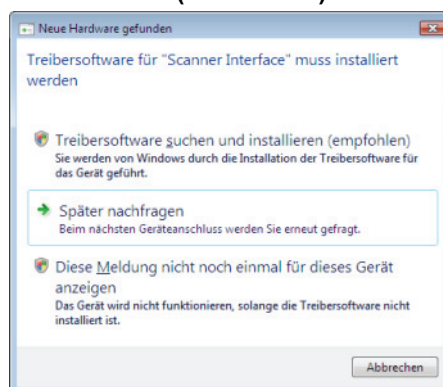 Neue Hardware gefunden
Treibersoftware für "Scanner Interface" muss installiert
werden
Treibersoftware suchen und installieren (empfohlen)
Sie werden von Windows durch die Installation der Treibersoftware für
das Gerät geführt.
Später nachfragen
Beim nächsten Geräteanschluss werden Sie erneut gefragt.
Diese Meldung nicht noch einmal für dieses Gerät
anzeigen
Das Gerät wird nicht funktionieren, solange die Treibersoftware nicht
installiert ist.
Abbrechen